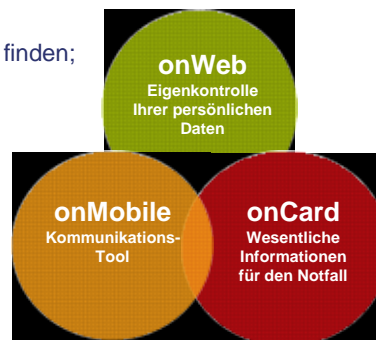 finden;
onWeb
Eigenkontrolle
Ihrer persönlichen
Daten
onMobile
Kommunikations-
Tool
onCard
Wesentliche
Informationen
für den Notfall